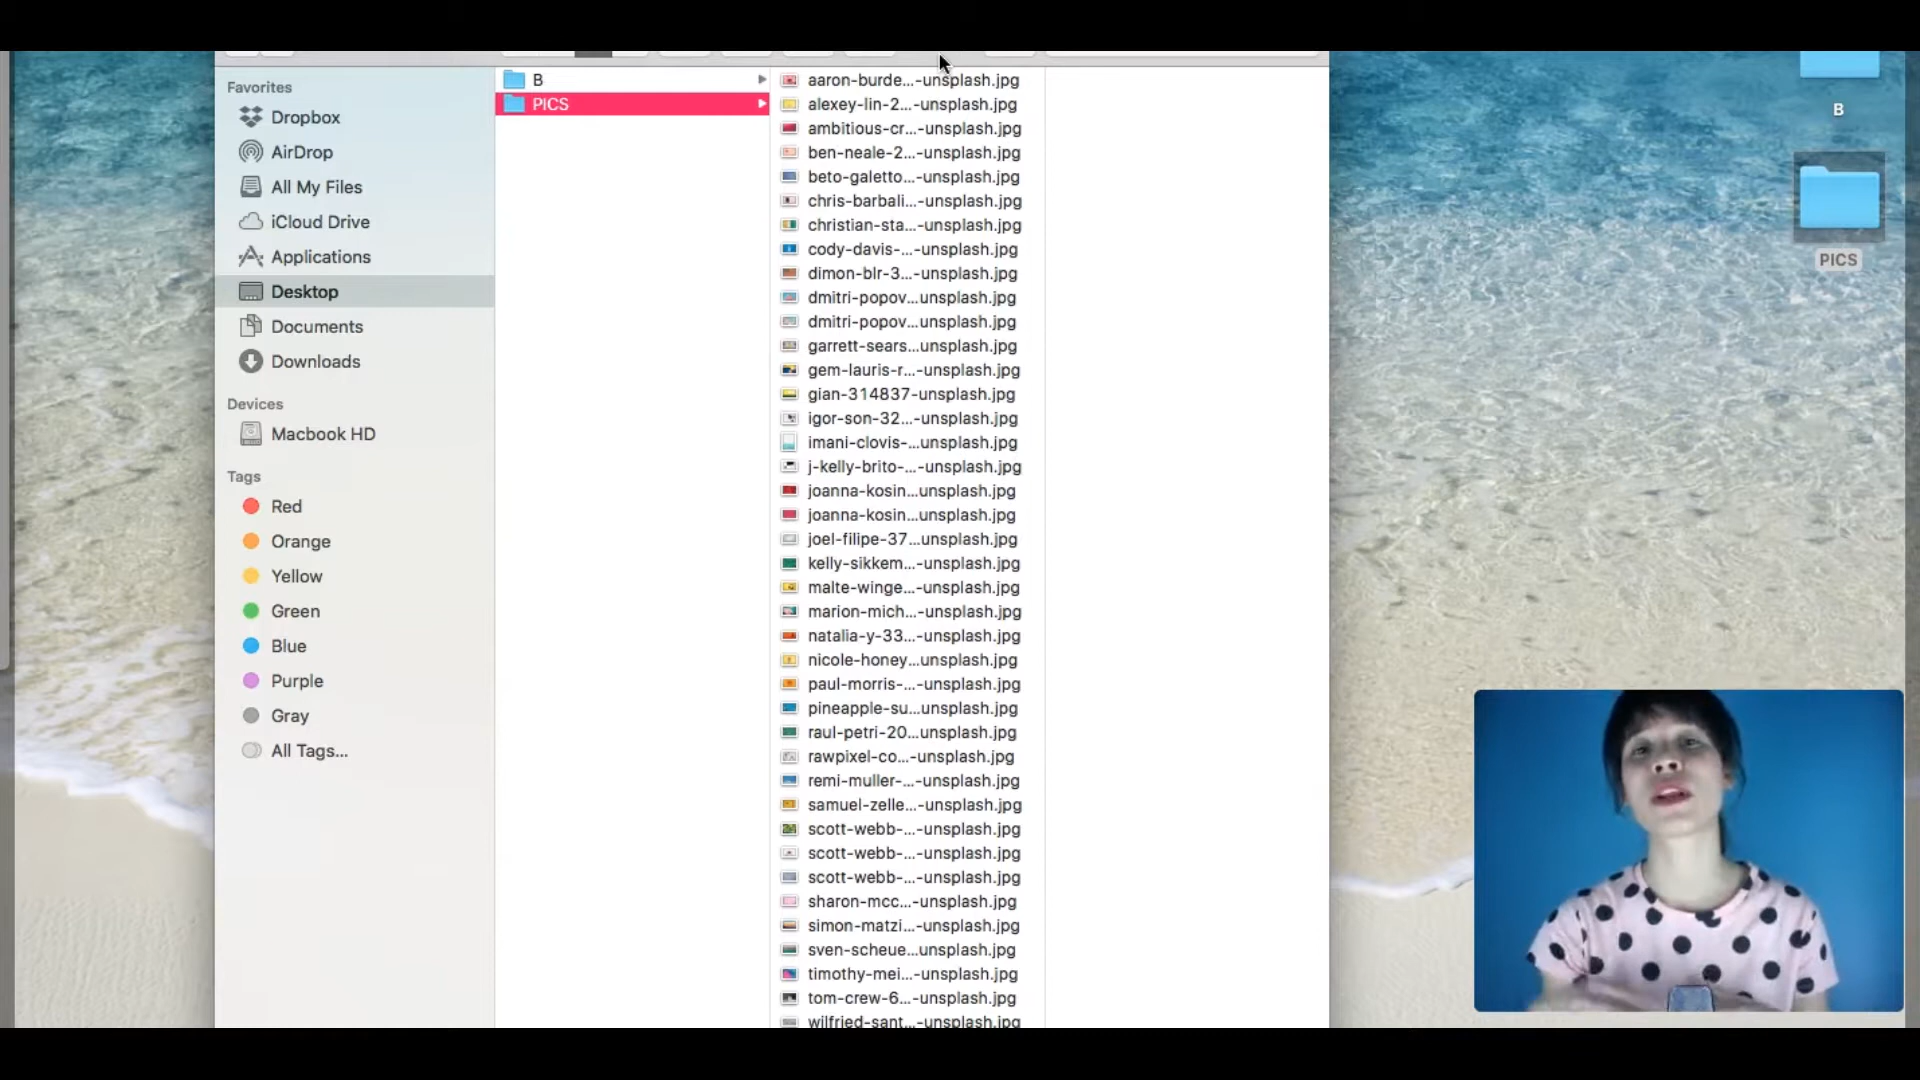 Favorites
Dropbox
AirDrop
All My Files
iCloud Drive
Applications
Desktop
Documents
Downloads
Devices
Macbook HD
Tags
Red
Orange
Yellow
Green
Blue
Purple
Gray
All Tags...
B
PICS
aaron-burde...-unsplash.jpg
alexey-lin-2...-unsplash.jpg
ambitious-cr...-unsplash.jpg
ben-neale-2...-unsplash.jpg
beto-galetto...-unsplash.jpg
chris-barbali...-unsplash.jpg
christian-sta...-unsplash.jpg
cody-davis-...-unsplash.jpg
dimon-blr-3...-unsplash.jpg
dmitri-popov...unsplash.jpg
dmitri-popov...unsplash.jpg
garrett-sears...unsplash.jpg
gem-lauris-r...-unsplash.jpg
gian-314837-unsplash.jpg
igor-son-32...-unsplash.jpg
imani-clovis-...unsplash.jpg
j-kelly-brito-...-unsplash.jpg
joanna-kosin...unsplash.jpg
joanna-kosin...unsplash.jpg
joel-filipe-37...unsplash.jpg
kelly-sikkem...-unsplash.jpg
malte-winge...-unsplash.jpg
marion-mich...-unsplash.jpg
natalia-y-33...-unsplash.jpg
nicole-honey...unsplash.jpg
paul-morris-...-unsplash.jpg
pineapple-su...unsplash.jpg
raul-petri-20...unsplash.jpg
rawpixel-co...-unsplash.jpg
remi-muller-...-unsplash.jpg
samuel-zelle...-unsplash.jpg
scott-webb-...-unsplash.jpg
scott-webb-...-unsplash.jpg
scott-webb-...-unsplash.jpg
sharon-mcc...-unsplash.jpg
simon-matzi...-unsplash.jpg
sven-scheue...unsplash.jpg
timothy-mei...-unsplash.jpg
tom-crew-6...-unsplash.jpg
wilfried-sant...-unsplash.jpg
B
PICS